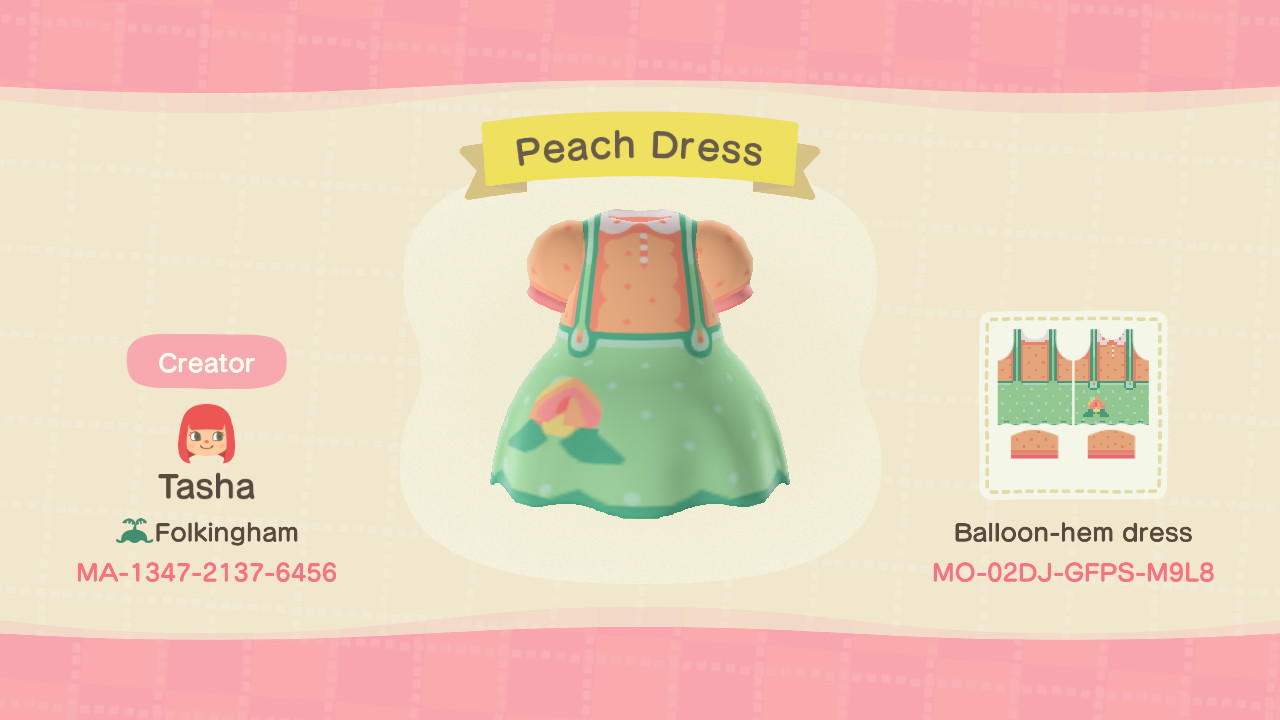 Peach Dress
Creator
Tasha
Folkingham
MA-1347-2137-6456
Balloon-hem dress
MO-02DJ-GFPS-M9L8